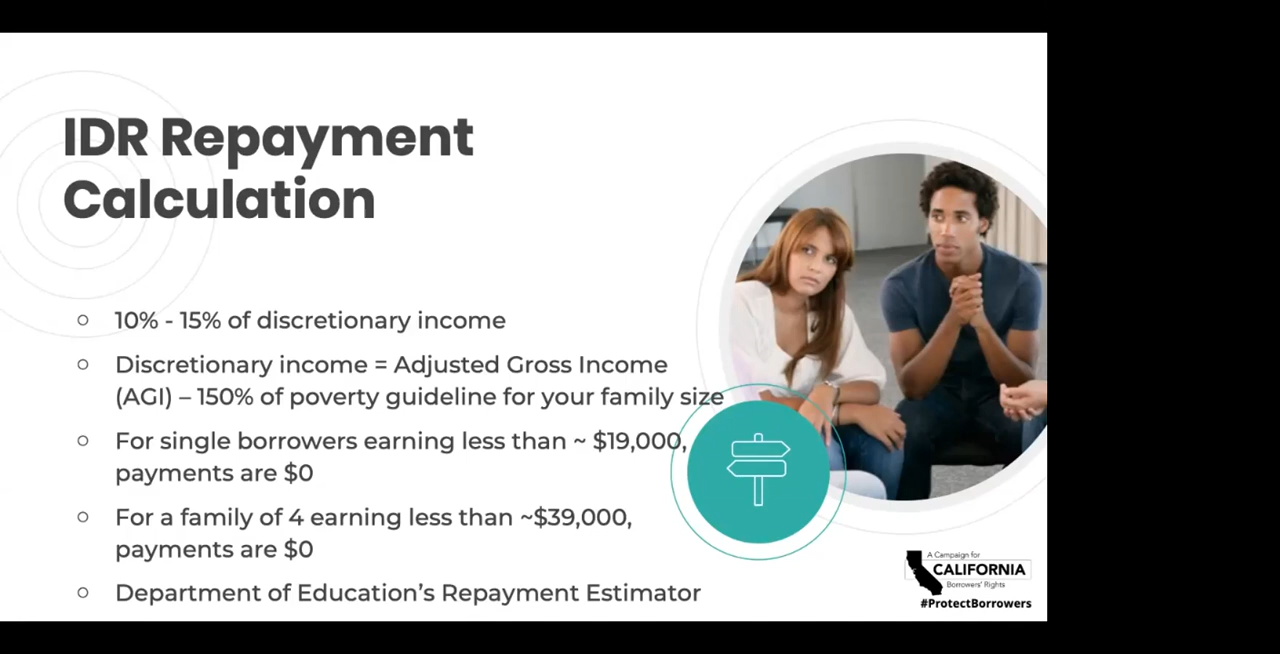 IDR Repayment
Calculation
○ 10% - 15% of discretionary income
○ Discretionary income = Adjusted Gross Income
(AGI) – 150% of poverty guideline for your family size
○ For single borrowers earning less than ~ $19,000,
payments are $0
○ For a family of 4 earning less than ~$39,000,
payments are $0
○ Department of Education’s Repayment Estimator
A Campaign for
CALIFORNIA
Borrowers' Rights
#ProtectBorrowers